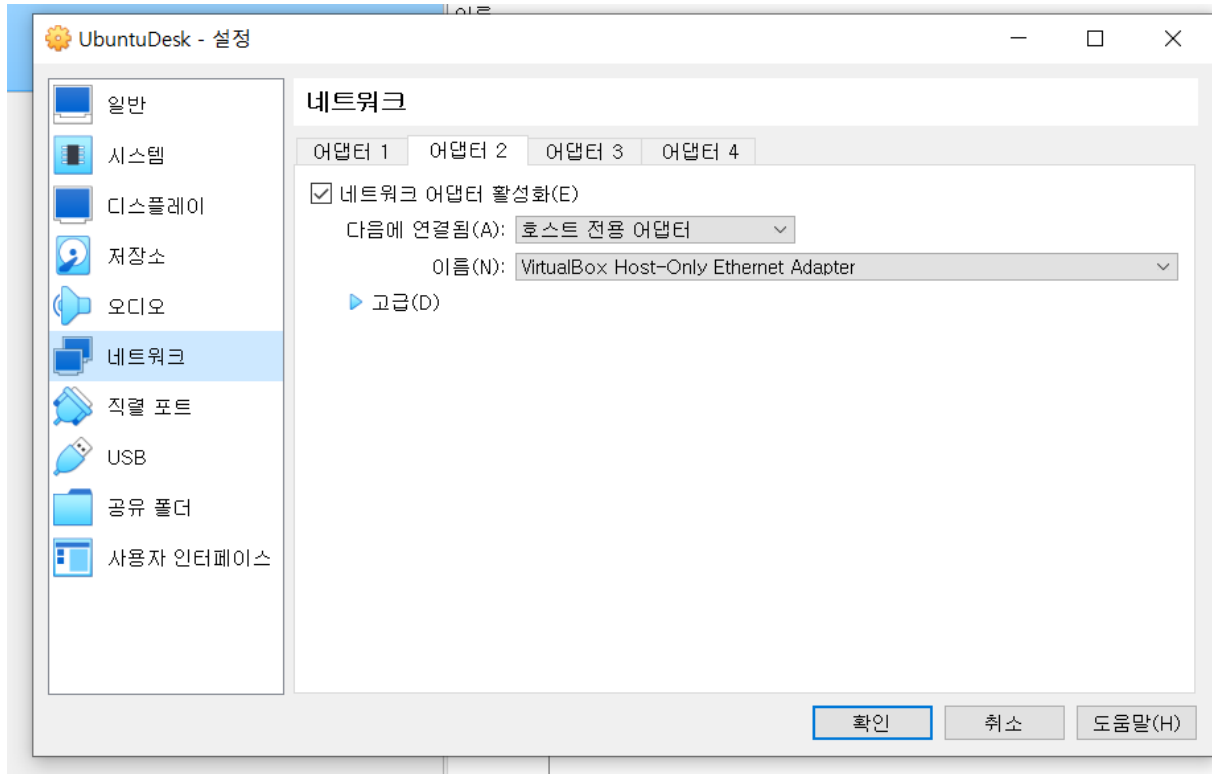 이름
UbuntuDesk - 설정
일반
시스템
디스플레이
저장소
오디오
네트워크
직렬 포트
USB
공유 폴더
사용자 인터페이스
네트워크
어댑터 1 어댑터 2 어댑터 3 어댑터 4
네트워크 어댑터 활성화(E)
다음에 연결됨(A): 호스트 전용 어댑터
이름(N): VirtualBox Host-Only Ethernet Adapter
고급(D)
확인 취소 도움말(H)